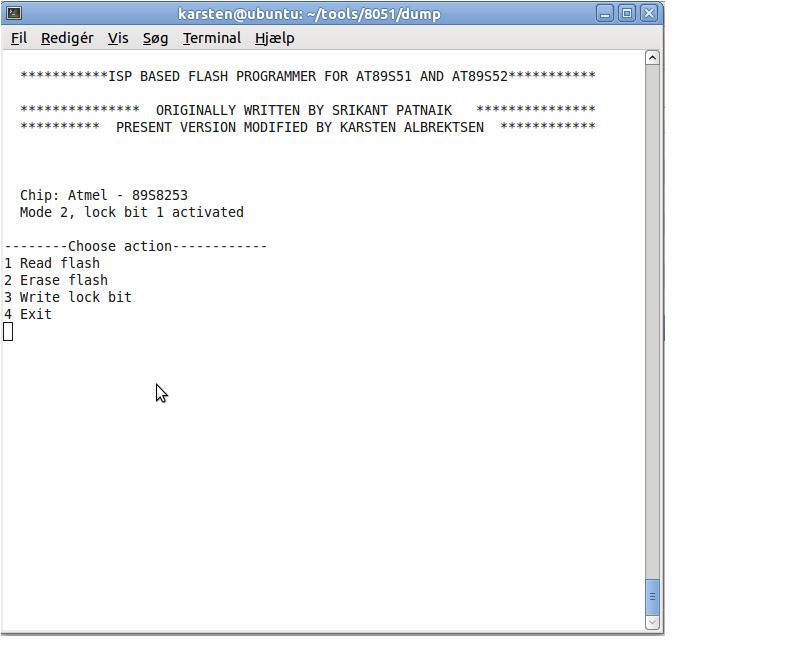 karsten@ubuntu: ~/tools/8051/dump
Fil Redigér Vis Søg Terminal Hjælp
***********ISP BASED FLASH PROGRAMMER FOR AT89S51 AND AT89S52***********
*************** ORIGINALLY WRITTEN BY SRIKANT PATNAIK ***************
********** PRESENT VERSION MODIFIED BY KARSTEN ALBREKTSEN ************
Chip: Atmel - 89S8253
Mode 2, lock bit 1 activated
--------Choose action------------
1 Read flash
2 Erase flash
3 Write lock bit
4 Exit